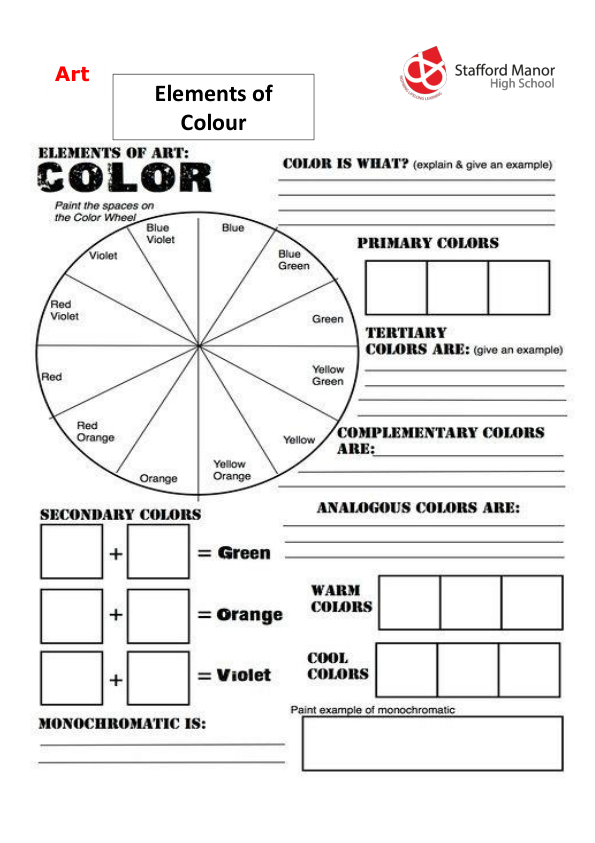 Art
Elements of
Colour
Stafford Manor
High School
ELEMENTS OF ART:
COLOR
Paint the spaces on
the Color Wheel
COLOR IS WHAT? (explain & give an example)
Blue
Violet
Blue
Violet
Blue
Green
Red
Violet
Green
Red
Yellow
Green
Red
Orange
Yellow
Orange
Yellow
Orange
PRIMARY COLORS
TERTIARY
COLORS ARE: (give an example)
COMPLEMENTARY COLORS
ARE:
SECONDARY COLORS
+ = Green
+ = Orange
+ = Violet
ANALOGOUS COLORS ARE:
WARM
COLORS
COOL
COLORS
MONOCHROMATIC IS:
Paint example of monochromatic